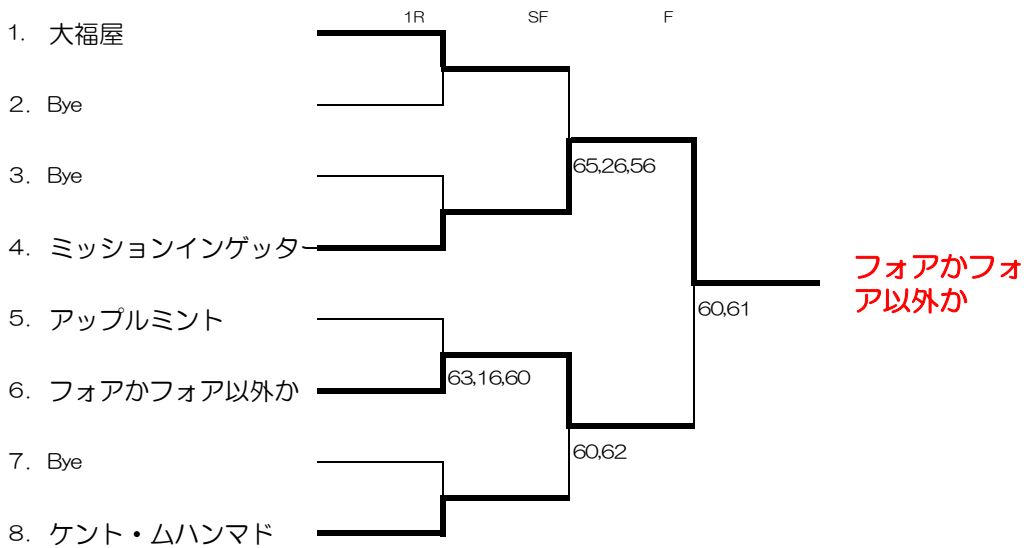 1R SF F
1. 大福屋
2. Bye
3. Bye
65,26,56
4. ミッションインゲッター
フォアかフォ
ア以外か
5. アップルミント
60,61
6. フォアかフォア以外か
63,16,60
7. Bye
60,62
8. ケント・ムハンマド